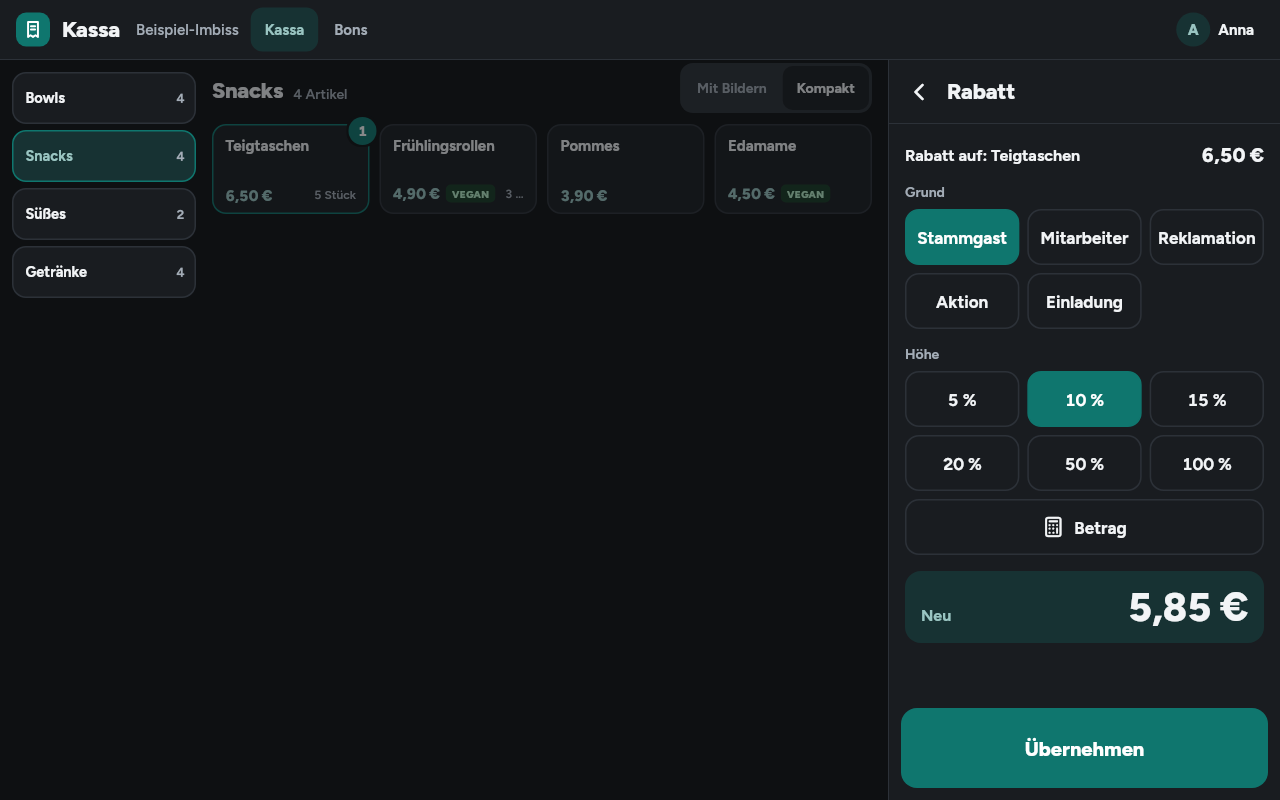 Kassa Beispiel-Imbiss Kassa Bons A Anna
Bowls 4
Snacks 4
Süßes 2
Getränke 4
Snacks 4 Artikel Mit Bildern Kompakt
Teigtaschen 1
6,50 € 5 Stück
Frühlingsrollen
4,90 € VEGAN 3 ...
Pommes
3,90 €
Edamame
4,50 € VEGAN
Rabatt
Rabatt auf: Teigtaschen 6,50 €
Grund
Stammgast Mitarbeiter Reklamation
Aktion Einladung
Höhe
5 % 10 % 15 %
20 % 50 % 100 %
Betrag
Neu 5,85 €
Übernehmen